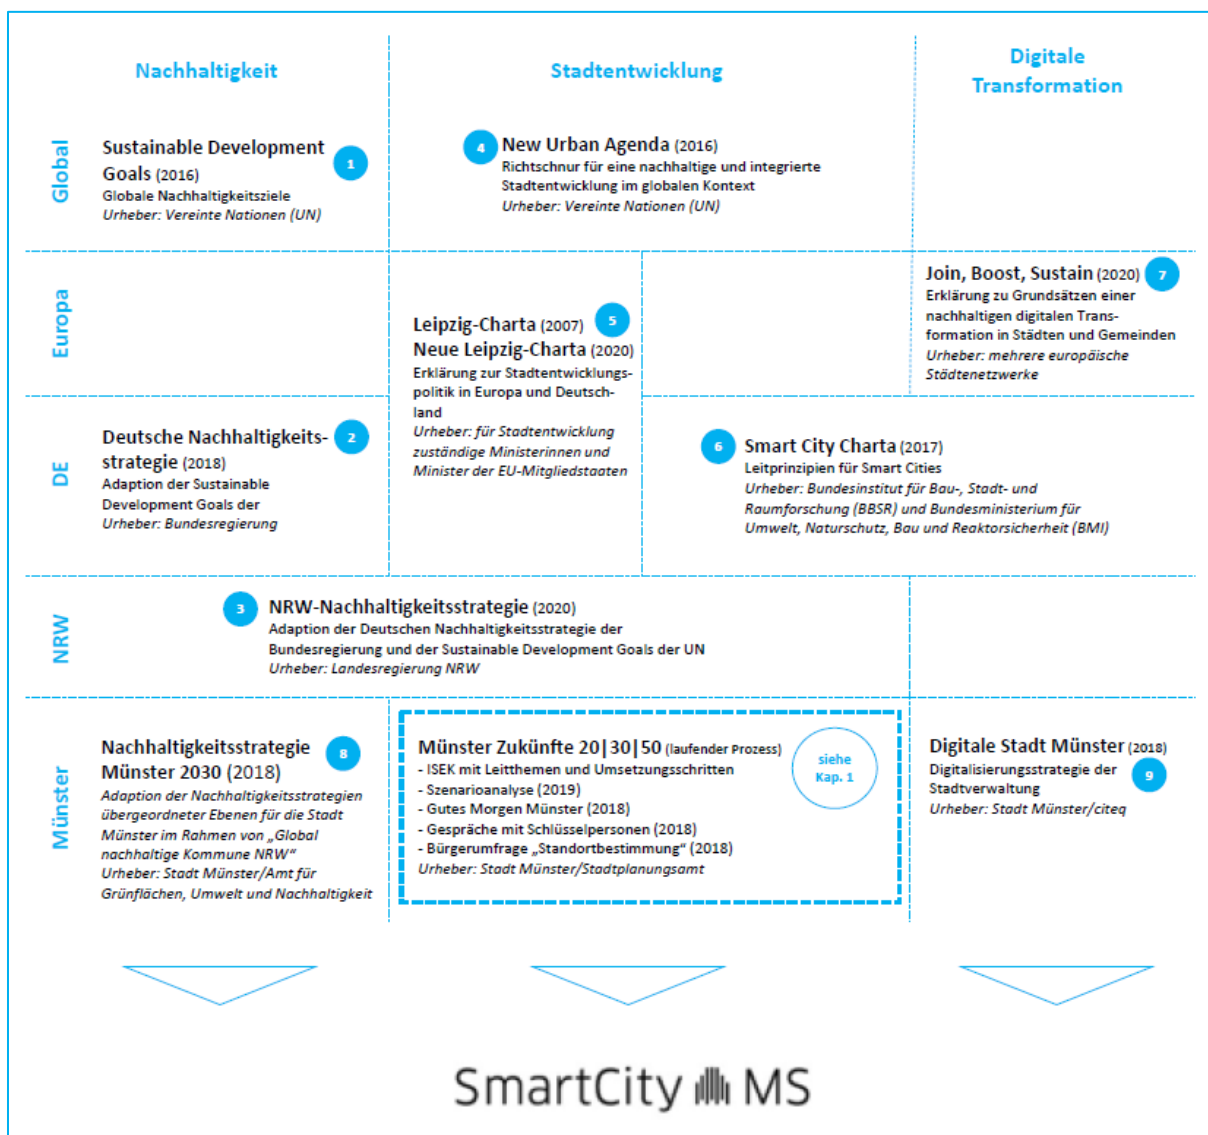 Nachhaltigkeit
Stadtentwicklung
Digitale
Transformation
Global
Sustainable Development
Goals (2016)
Globale Nachhaltigkeitsziele
Urheber: Vereinte Nationen (UN)
1
4
New Urban Agenda (2016)
Richtschnur für eine nachhaltige und integrierte
Stadtentwicklung im globalen Kontext
Urheber: Vereinte Nationen (UN)
Europa
Leipzig-Charta (2007)
5
Neue Leipzig-Charta (2020)
Erklärung zur Stadtentwicklungs-
politik in Europa und Deutsch-
land
Urheber: für Stadtentwicklung
zuständige Ministerinnen und
Minister der EU-Mitgliedstaaten
Join, Boost, Sustain (2020)
7
Erklärung zu Grundsätzen einer
nachhaltigen digitalen Trans-
formation in Städten und Gemeinden
Urheber: mehrere europäische
Städtenetzwerke
DE
Deutsche Nachhaltigkeits-
strategie (2018)
2
Adaption der Sustainable
Development Goals der
Urheber: Bundesregierung
6
Smart City Charta (2017)
Leitprinzipien für Smart Cities
Urheber: Bundesinstitut für Bau-, Stadt- und
Raumforschung (BBSR) und Bundesministerium für
Umwelt, Naturschutz, Bau und Reaktorsicherheit (BMI)
NRW
3
NRW-Nachhaltigkeitsstrategie (2020)
Adaption der Deutschen Nachhaltigkeitsstrategie der
Bundesregierung und der Sustainable Development Goals der UN
Urheber: Landesregierung NRW
Münster
Nachhaltigkeitsstrategie
Münster 2030 (2018)
8
Adaption der Nachhaltigkeitsstrategien
übergeordneter Ebenen für die Stadt
Münster im Rahmen von „Global
nachhaltige Kommune NRW“
Urheber: Stadt Münster/Amt für
Grünflächen, Umwelt und Nachhaltigkeit
Münster Zukünfte 20|30|50 (laufender Prozess)
- ISEK mit Leitthemen und Umsetzungsschritten
- Szenarioanalyse (2019)
- Gutes Morgen Münster (2018)
- Gespräche mit Schlüsselpersonen (2018)
- Bürgerumfrage „Standortbestimmung“ (2018)
Urheber: Stadt Münster/Stadtplanungsamt
siehe
Kap. 1
Digitale Stadt Münster (2018)
Digitalisierungsstrategie der
Stadtverwaltung
9
Urheber: Stadt Münster/citeq
SmartCity MS